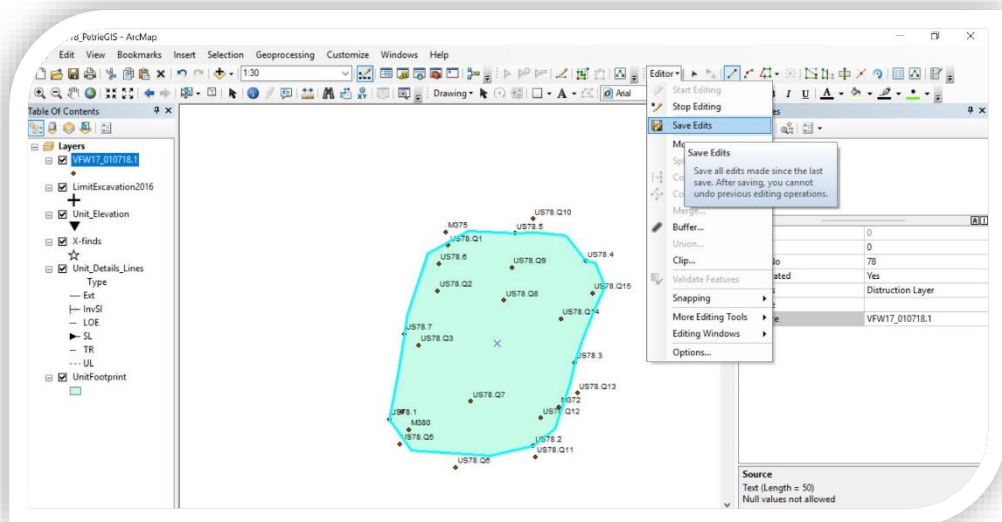 _PetrieGIS - ArcMap
Edit View Bookmarks Insert Selection Geoprocessing Customize Windows Help
1:30
Editor
Drawing
A
Arial
I U A
Table Of Contents
Layers
VFW17_010718.1
LimitExcavation2016
Unit_Elevation
X-finds
Unit_Details_Lines
Type
Ext
InvSl
LOE
SL
TR
UL
UnitFootprint
Start Editing
Stop Editing
Save Edits
Save Edits
Save all edits made since the last
save. After saving, you cannot
undo previous editing operations.
Merge...
Buffer...
Union...
Clip...
Validate Features
Snapping
More Editing Tools
Editing Windows
Options...
US78.Q10
M375
US78.5
US78.Q1
US78.6
US78.Q9
US78.4
US78.Q2
US78.Q8
US78.Q15
US78.Q14
US78.7
US78.Q3
US78.3
US78.Q7
US78.Q13
M372
US78.1
Q12
M380
US78.Q5
US78.2
US78.Q11
US78.Q6
0
0
78
Yes
Distruction Layer
VFW17_010718.1
Source
Text (Length = 50)
Null values not allowed